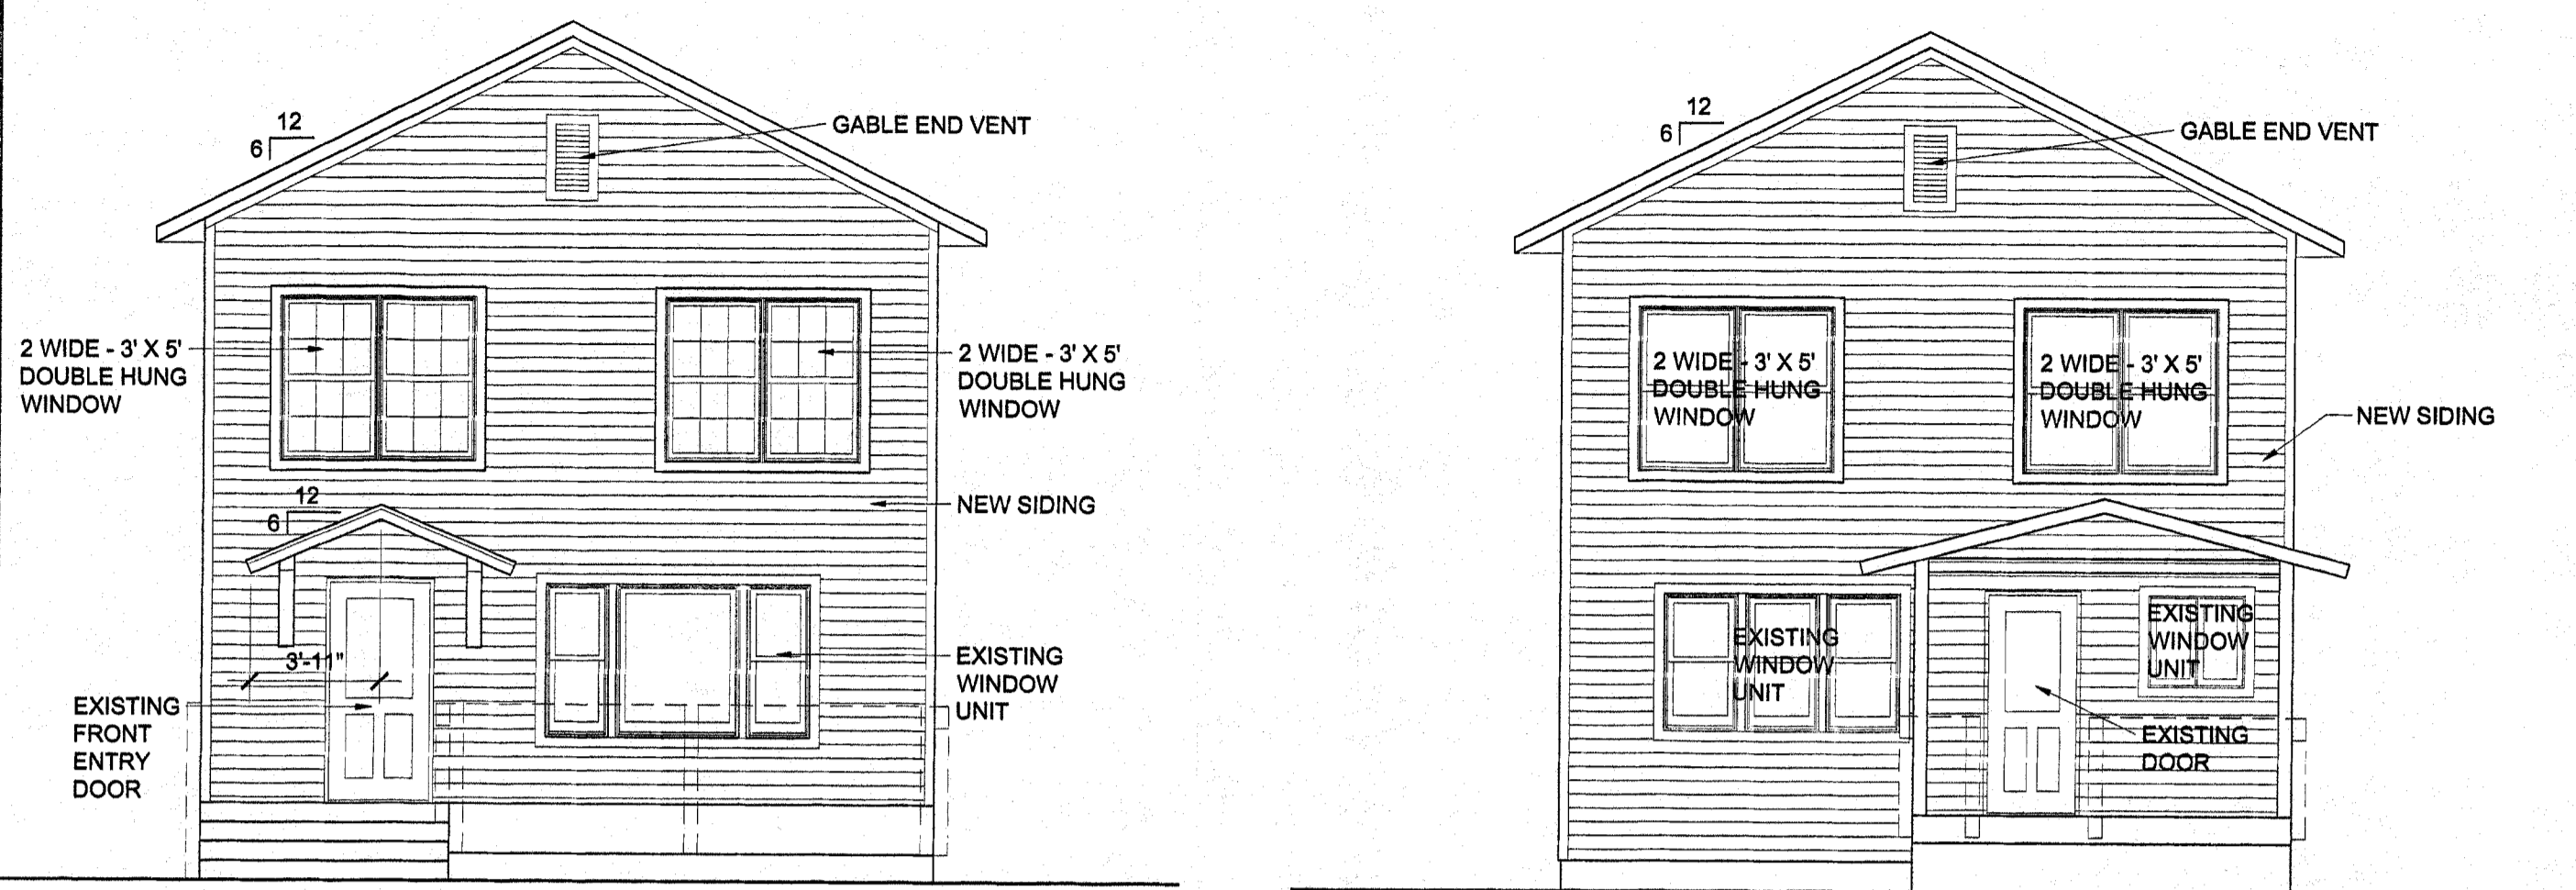 12
6
GABLE END VENT
2 WIDE - 3' X 5'
DOUBLE HUNG
WINDOW
2 WIDE - 3' X 5'
DOUBLE HUNG
WINDOW
NEW SIDING
12
6
3'-11"
EXISTING
WINDOW
UNIT
EXISTING
FRONT
ENTRY
DOOR
12
6
GABLE END VENT
2 WIDE - 3' X 5'
DOUBLE HUNG
WINDOW
2 WIDE - 3' X 5'
DOUBLE HUNG
WINDOW
NEW SIDING
EXISTING
WINDOW
UNIT
EXISTING
WINDOW
UNIT
EXISTING
DOOR